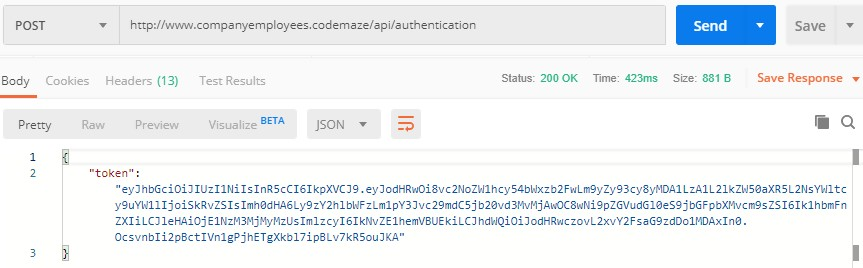 POST http://www.companyemployees.codemaze/api/authentication Send Save
Body Cookies Headers (13) Test Results Status: 200 OK Time: 423ms Size: 881 B Save Response
Pretty Raw Preview Visualize BETA JSON
1 {
2 "token":
"eyJhbGciOiJIUzI1NiIsInR5cCI6IkpXVCJ9.eyJodHRwOi8vc2NoZW1hcy54bWxzb2FwLm9yZy93cy8yMDA1LzA1L2lkZW50aXR5L2NsYWltc
y9uYW1lIjoiSkRvZSIsImh0dHA6Ly9zY2hlbWFzLm1pY3Jvc29mdC5jb20vd3MvMjAwOC8wNi9pZGVudGl0eS9jbGFpbXMvcm9sZSI6Ik1hbmFn
ZXIiLCJleHAiOjE1NzM3MjMyMzUsImlzcyI6IkNvZE1hemVBUEkiLCJhdWQiOiJodHRwczovL2xvY2FsaG9zdDo1MDAxIn0.
OcsvnbIi2pBctIVn1gPjhETgXkbl7ipBLv7kR5ouJKA"
3 }